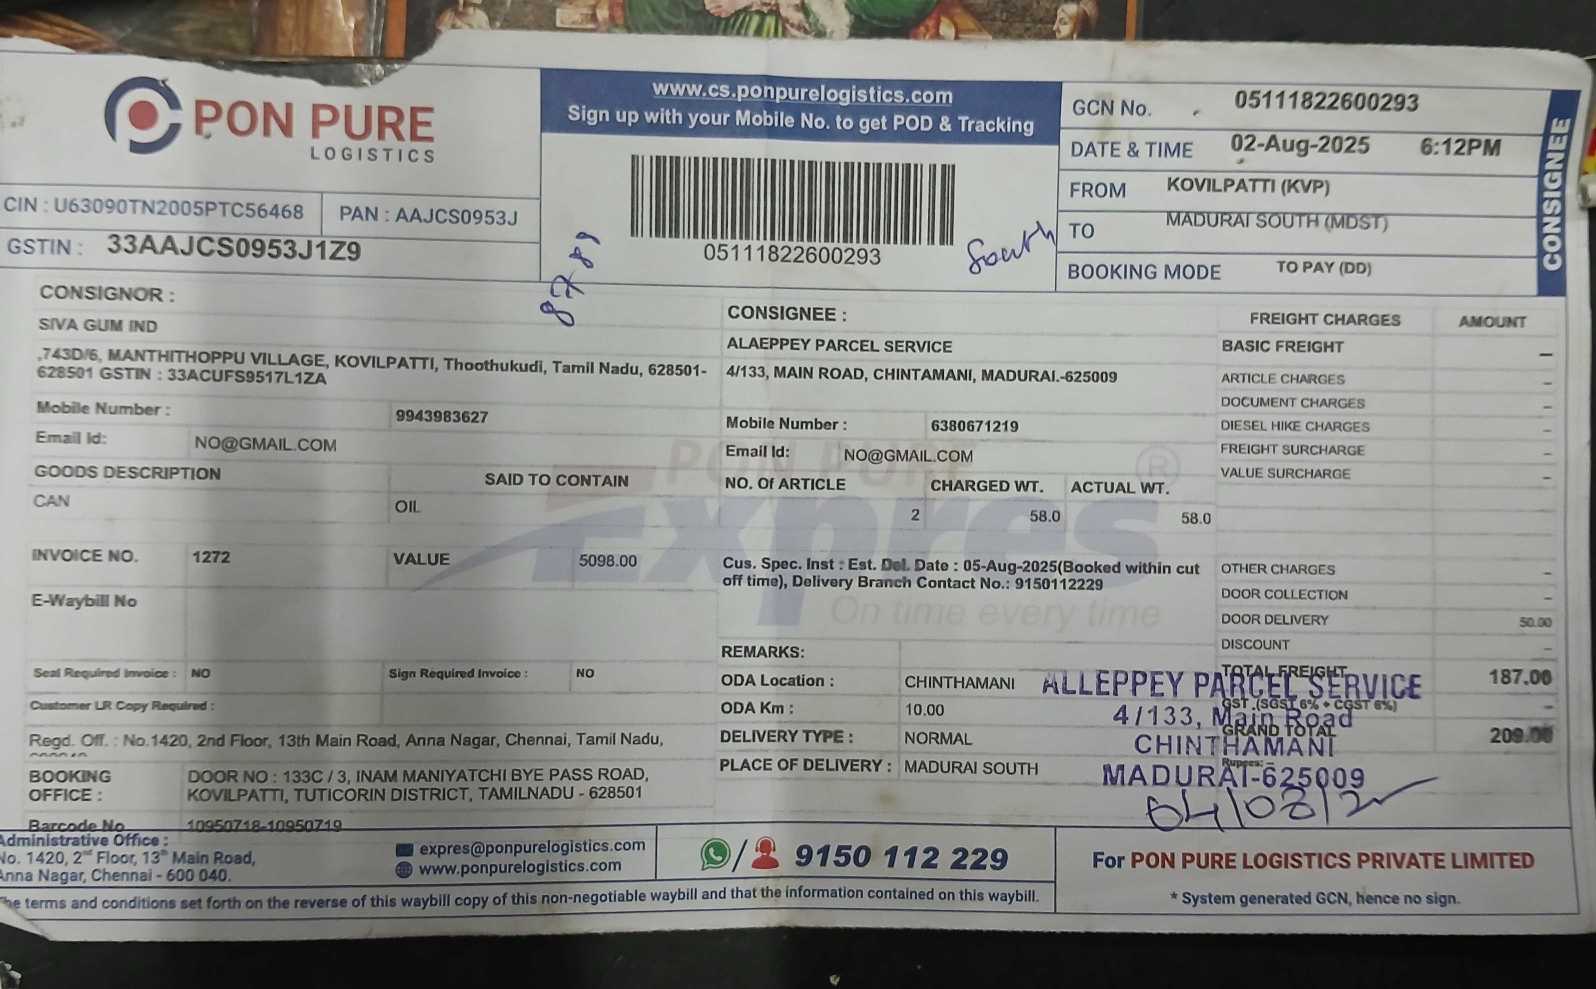 PON PURE
LOGISTICS
CIN : U63090TN2005PTC56468
PAN : AAJCS0953J
GSTIN : 33AAJCS0953J1Z9
www.cs.ponpurelogistics.com
Sign up with your Mobile No. to get POD & Tracking
05111822600293
8789
South
GCN No. 05111822600293
DATE & TIME 02-Aug-2025 6:12PM
FROM KOVILPATTI (KVP)
TO MADURAI SOUTH (MDST)
BOOKING MODE TO PAY (DD)
CONSIGNEE
CONSIGNOR :
SIVA GUM IND
,743D/6, MANTHITHOPPU VILLAGE, KOVILPATTI, Thoothukudi, Tamil Nadu, 628501-
628501 GSTIN : 33ACUFS9517L1ZA
Mobile Number : 9943983627
Email Id: NO@GMAIL.COM
GOODS DESCRIPTION SAID TO CONTAIN
CAN OIL
INVOICE NO. 1272 VALUE 5098.00
E-Waybill No
Seal Required Invoice : NO Sign Required Invoice : NO
Customer LR Copy Required :
Regd. Off. : No.1420, 2nd Floor, 13th Main Road, Anna Nagar, Chennai, Tamil Nadu,
BOOKING OFFICE : DOOR NO : 133C / 3, INAM MANIYATCHI BYE PASS ROAD,
KOVILPATTI, TUTICORIN DISTRICT, TAMILNADU - 628501
Barcode No 10950718-10950719
CONSIGNEE :
ALAEPPEY PARCEL SERVICE
4/133, MAIN ROAD, CHINTAMANI, MADURAI.-625009
Mobile Number : 6380671219
Email Id: NO@GMAIL.COM
NO. Of ARTICLE CHARGED WT. ACTUAL WT.
2 58.0 58.0
PON PURE
Expres ®
On time every time
Cus. Spec. Inst : Est. Del. Date : 05-Aug-2025(Booked within cut
off time), Delivery Branch Contact No.: 9150112229
REMARKS:
ODA Location : CHINTHAMANI
ODA Km : 10.00
DELIVERY TYPE : NORMAL
PLACE OF DELIVERY : MADURAI SOUTH
FREIGHT CHARGES AMOUNT
BASIC FREIGHT –
ARTICLE CHARGES –
DOCUMENT CHARGES –
DIESEL HIKE CHARGES –
FREIGHT SURCHARGE –
VALUE SURCHARGE –
OTHER CHARGES –
DOOR COLLECTION –
DOOR DELIVERY 50.00
DISCOUNT –
TOTAL FREIGHT 187.00
GST.(SGST 6% + CGST 6%) –
GRAND TOTAL 209.00
Rupees: –
ALLEPPEY PARCEL SERVICE
4/133, Main Road
CHINTHAMANI
MADURAI-625009
04/08/2
Administrative Office :
No. 1420, 2nd Floor, 13th Main Road,
Anna Nagar, Chennai - 600 040.
expres@ponpurelogistics.com
www.ponpurelogistics.com
/ 9150 112 229
For PON PURE LOGISTICS PRIVATE LIMITED
* System generated GCN, hence no sign.
he terms and conditions set forth on the reverse of this waybill copy of this non-negotiable waybill and that the information contained on this waybill.